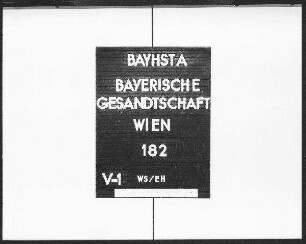 BAYHSTA
BAYERISCHE
GESANDTSCHAFT
WIEN
182
V-1 WS/EH